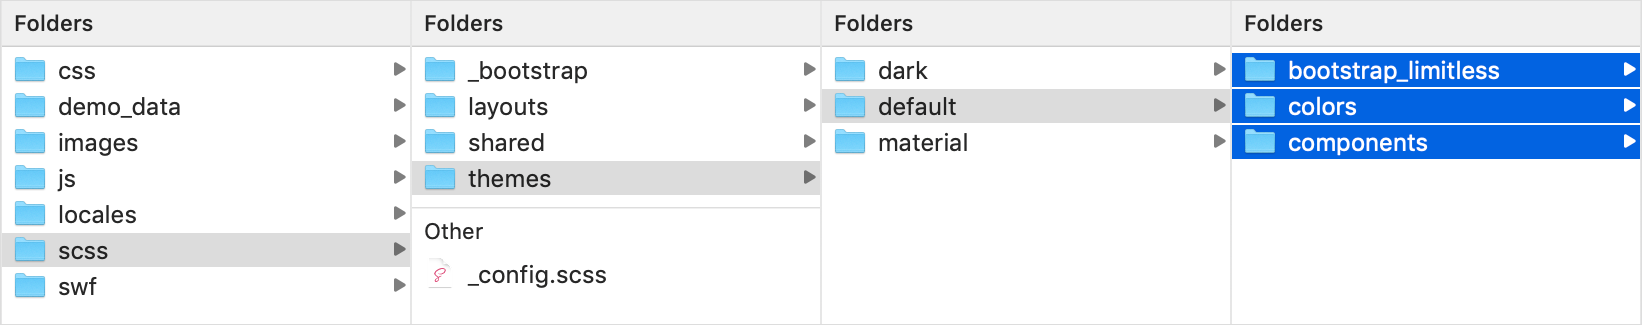 Folders
css
demo_data
images
js
locales
scss
swf
Folders
_bootstrap
layouts
shared
themes
Other
_config.scss
Folders
dark
default
material
Folders
bootstrap_limitless
colors
components